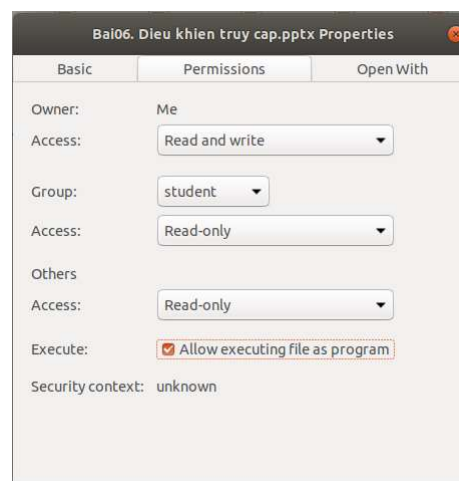 Bai06. Dieu khien truy cap.pptx Properties
Basic Permissions Open With
Owner: Me
Access: Read and write
Group: student
Access: Read-only
Others
Access: Read-only
Execute: Allow executing file as program
Security context: unknown